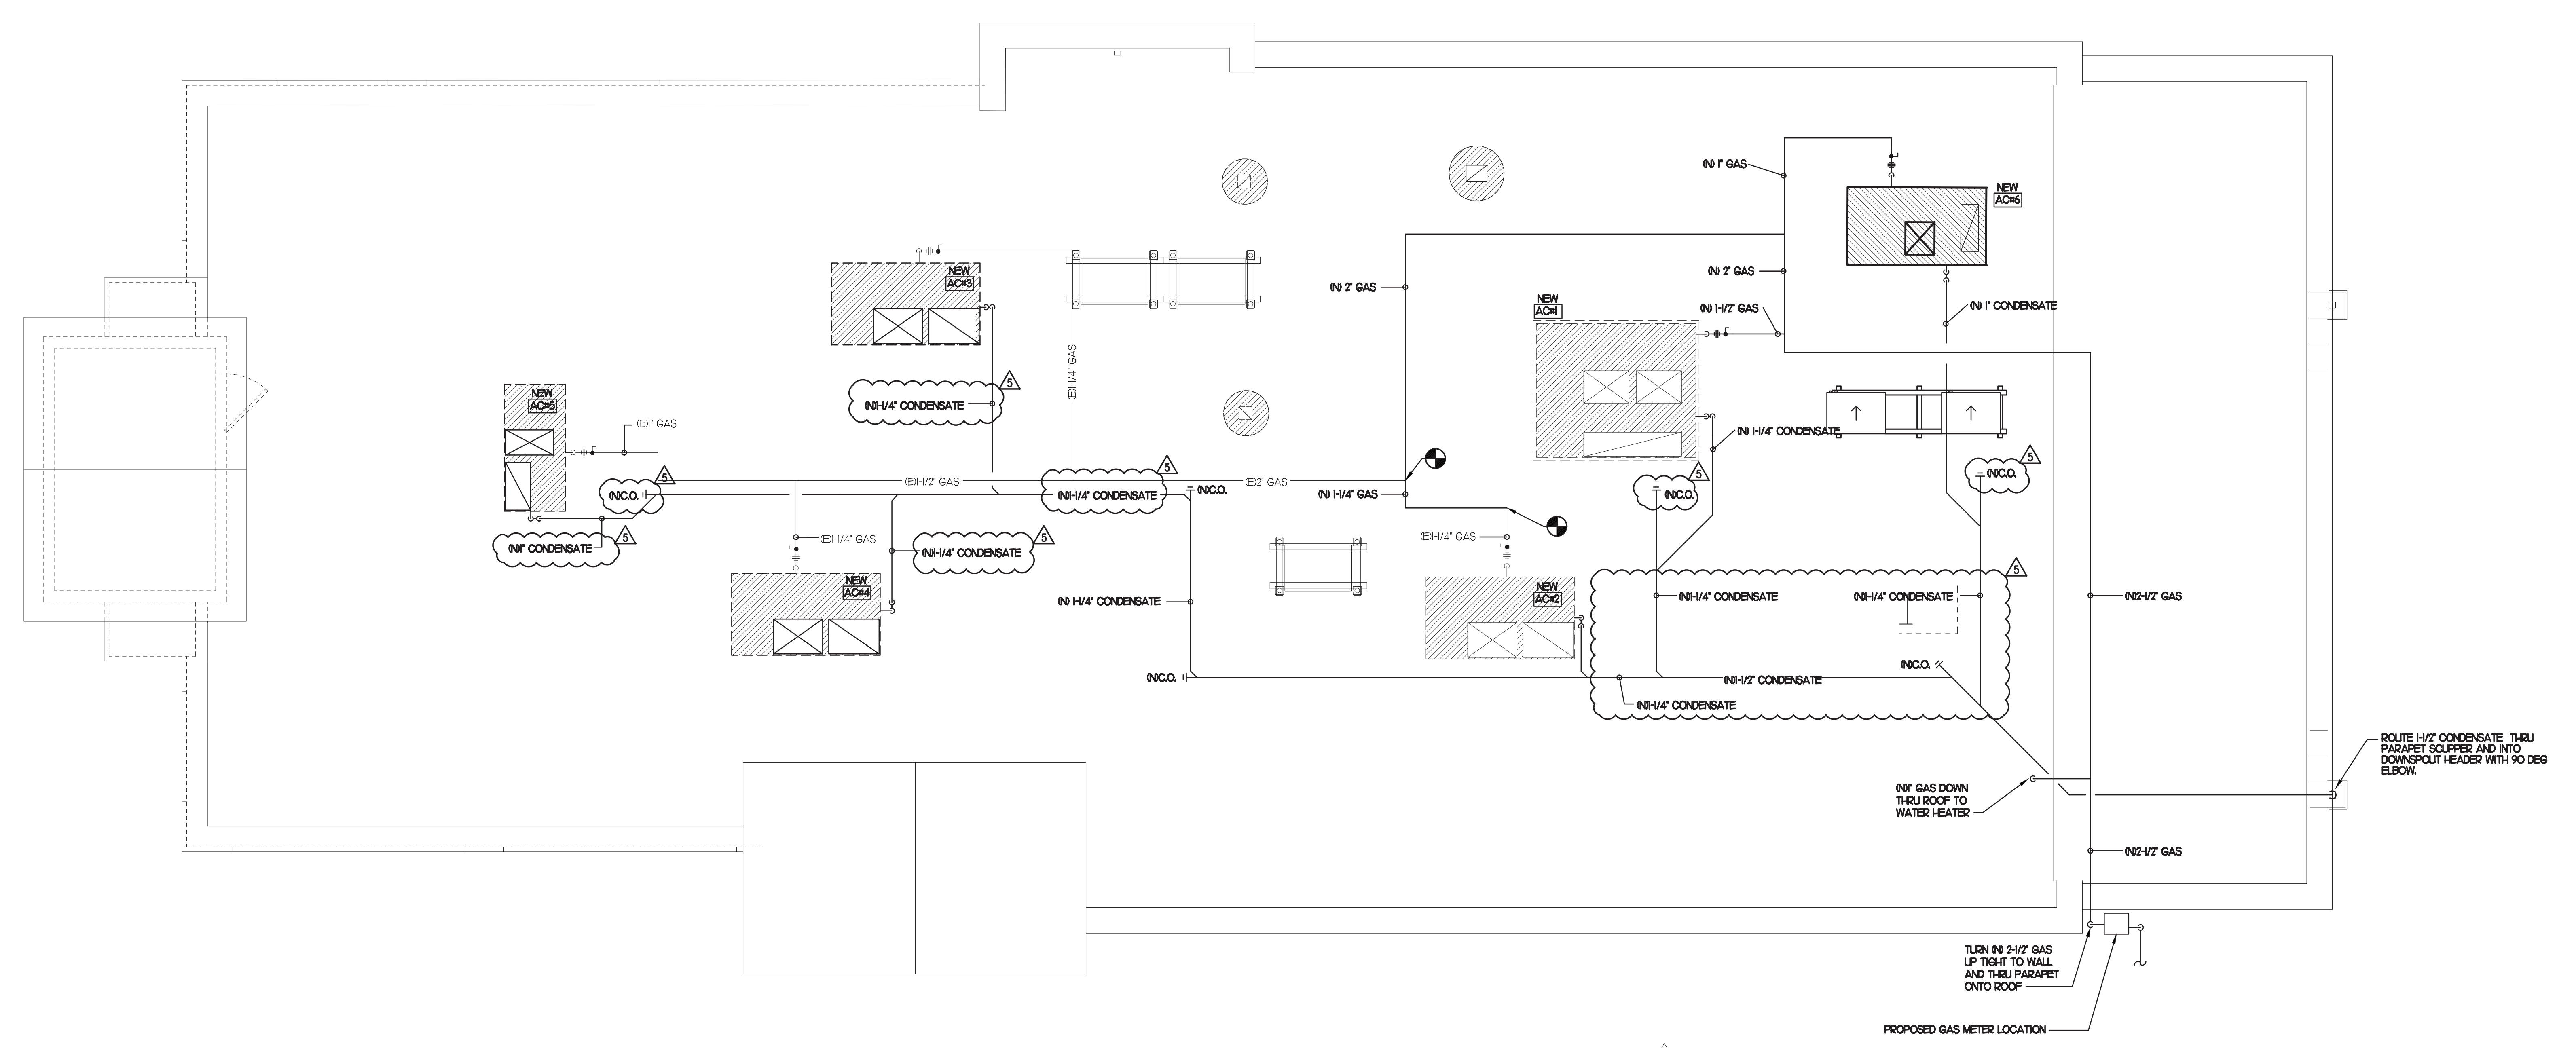 (N) 1" GAS
NEW
AC#6
NEW
AC#3
(N) 2" GAS
(N) 2" GAS
(N) 1" CONDENSATE
NEW
AC#1
(N) 1-1/2" GAS
(E)1-1/4" GAS
5
NEW
AC#5
(N)1-1/4" CONDENSATE
(E)1" GAS
(N) 1-1/4" CONDENSATE
5
5
5
5
(N)C.O.
(E)1-1/2" GAS
(N)1-1/4" CONDENSATE
(E)2" GAS
(N)C.O.
(N) 1-1/4" GAS
(N)C.O.
(N)C.O.
5
(N)1" CONDENSATE
(E)1-1/4" GAS
5
(N)1-1/4" CONDENSATE
(E)1-1/4" GAS
5
NEW
AC#4
(N) 1-1/4" CONDENSATE
NEW
AC#2
(N)1-1/4" CONDENSATE
(N)1-1/4" CONDENSATE
(N)2-1/2" GAS
(N)C.O.
(N)C.O.
(N)1-1/2" CONDENSATE
(N)1-1/4" CONDENSATE
ROUTE 1-1/2" CONDENSATE THRU
PARAPET SCUPPER AND INTO
DOWNSPOUT HEADER WITH 90 DEG
ELBOW.
(N)1" GAS DOWN
THRU ROOF TO
WATER HEATER
(N)2-1/2" GAS
TURN (N) 2-1/2" GAS
UP TIGHT TO WALL
AND THRU PARAPET
ONTO ROOF
PROPOSED GAS METER LOCATION